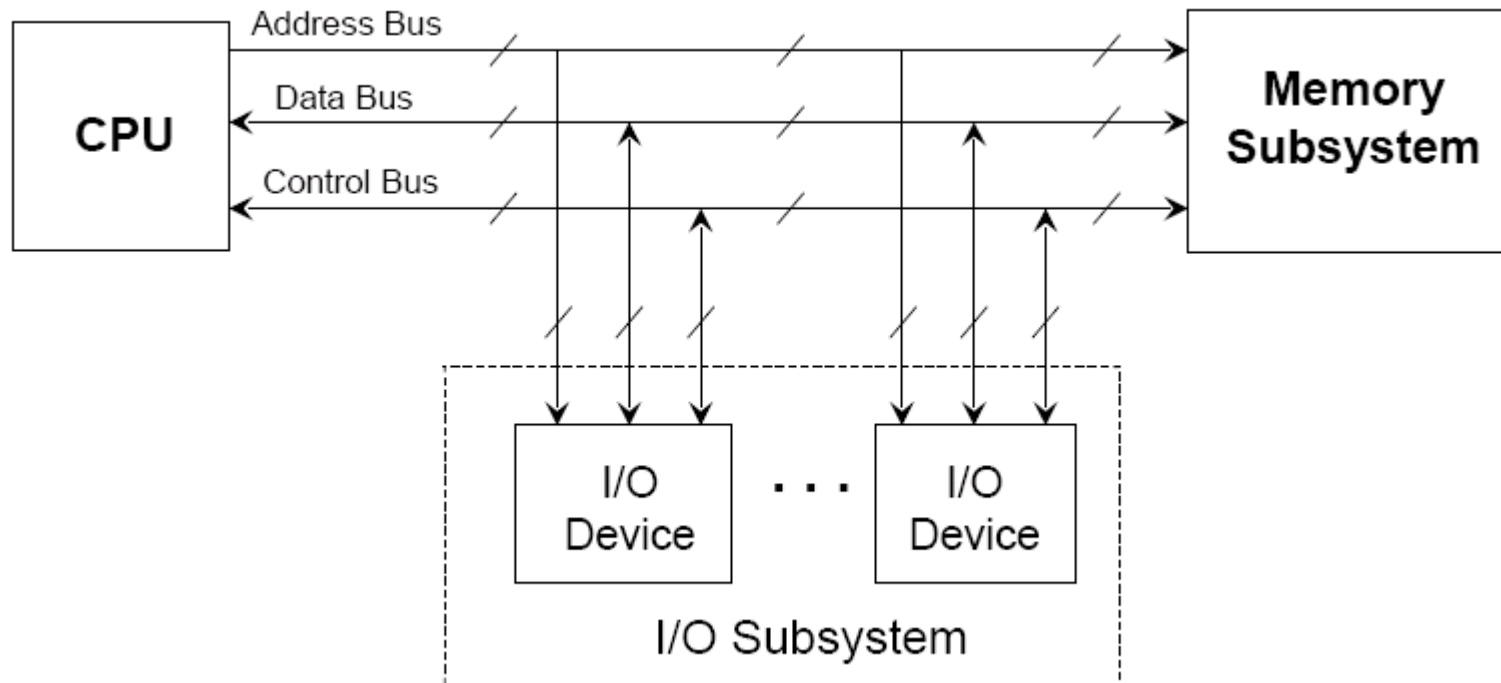 Address Bus
Data Bus
Control Bus
CPU
Memory
Subsystem
I/O
Device
. . .
I/O
Device
I/O Subsystem